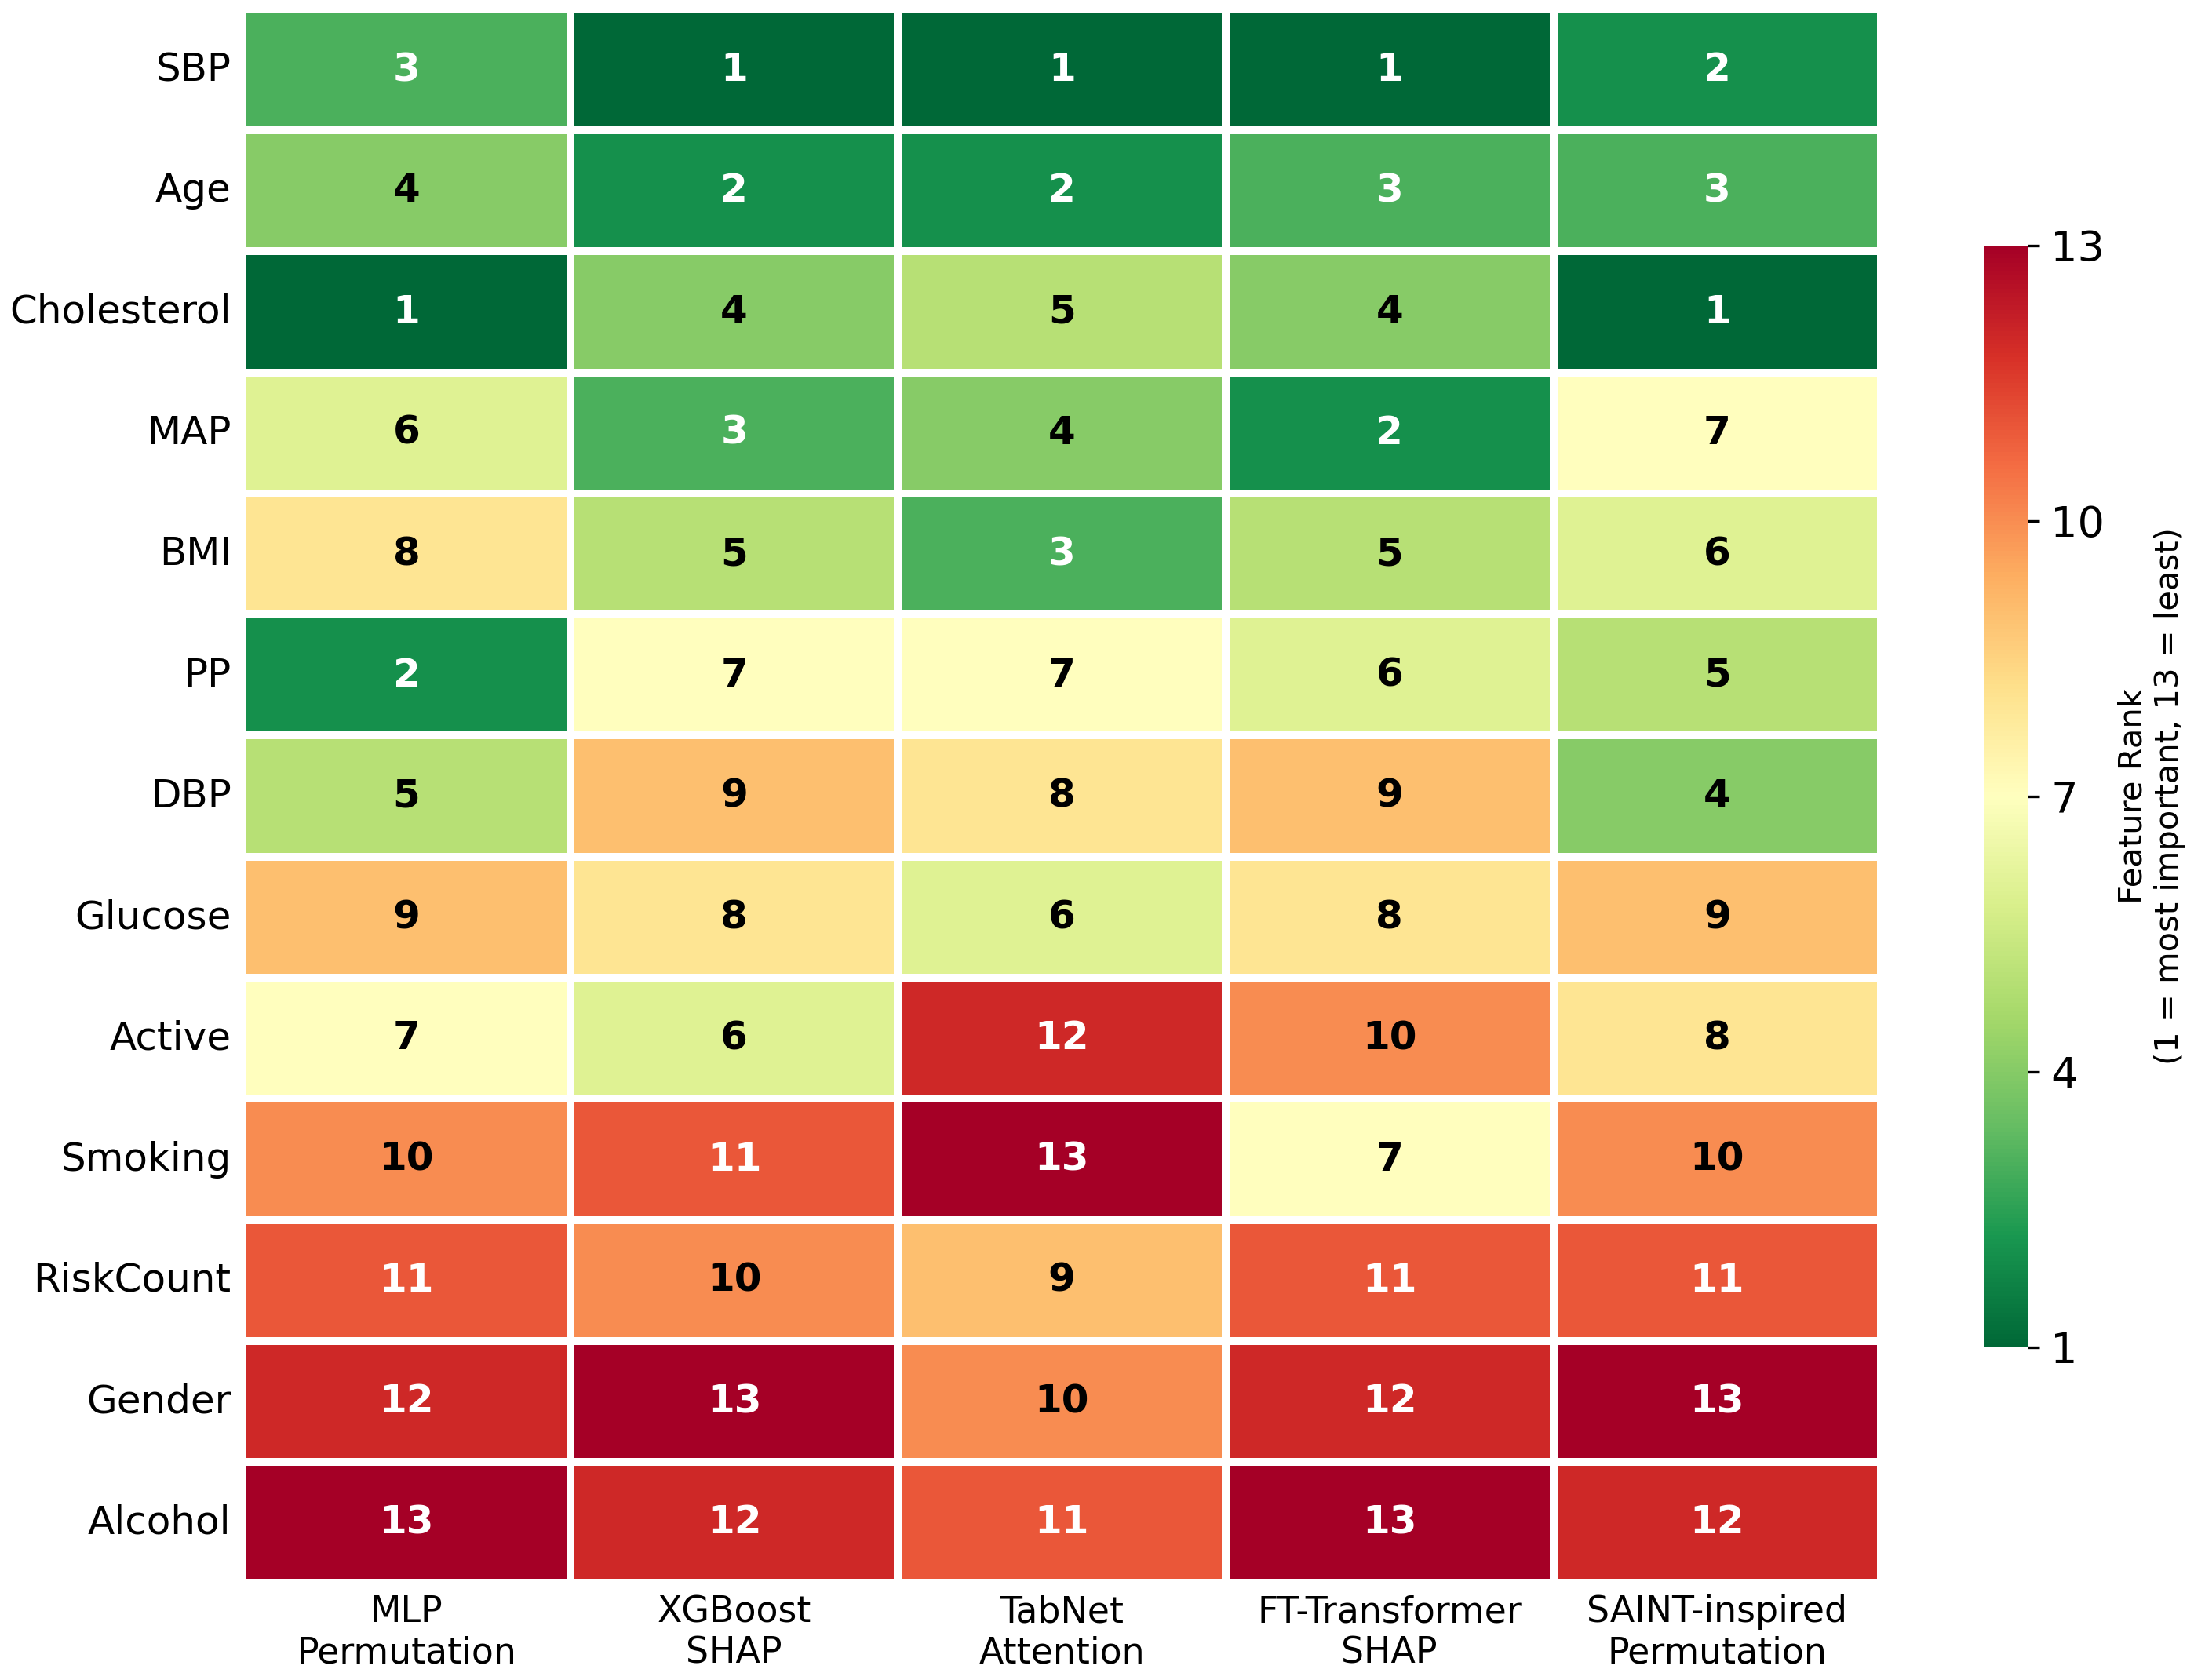 SBP 3 1 1 1 2
Age 4 2 2 3 3
Cholesterol 1 4 5 4 1
MAP 6 3 4 2 7
BMI 8 5 3 5 6
PP 2 7 7 6 5
DBP 5 9 8 9 4
Glucose 9 8 6 8 9
Active 7 6 12 10 8
Smoking 10 11 13 7 10
RiskCount 11 10 9 11 11
Gender 12 13 10 12 13
Alcohol 13 12 11 13 12
MLP XGBoost TabNet FT-Transformer SAINT-inspired
Permutation SHAP Attention SHAP Permutation
13
10
7
4
1
Feature Rank
(1 = most important, 13 = least)